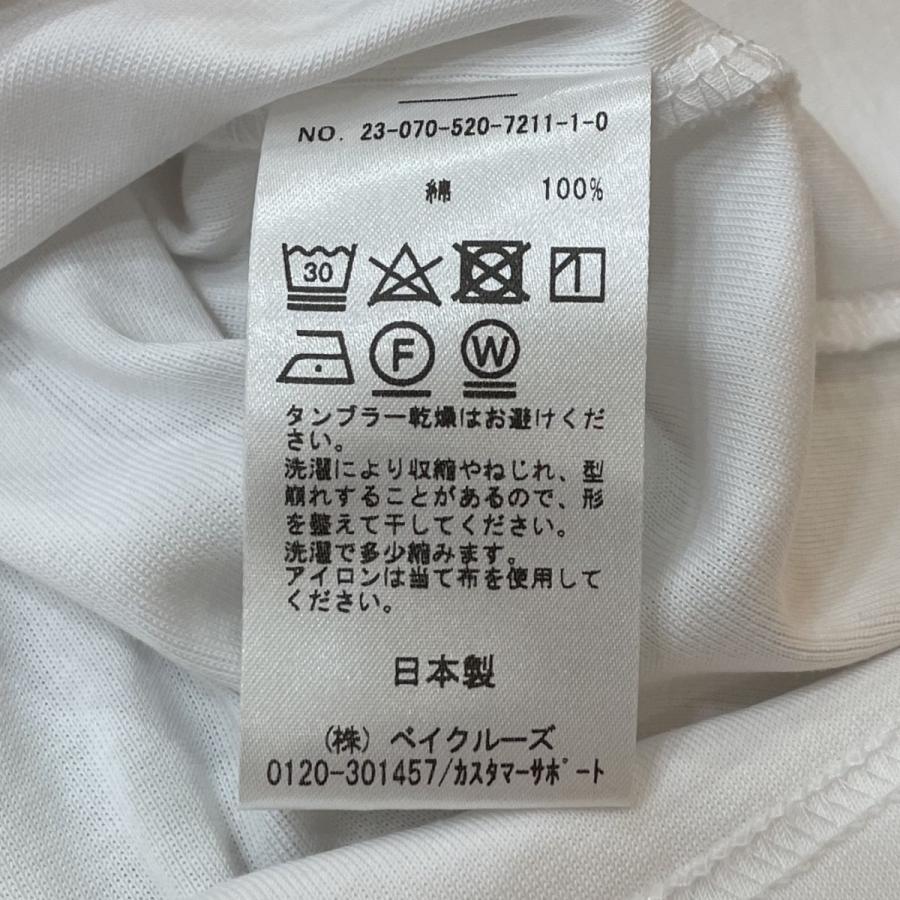 NO. 23-070-520-7211-1-0
綿 100%
30
F W
タンブラー乾燥はお避けくだ
さい。
洗濯により収縮やねじれ、型
崩れすることがあるので、形
を整えて干してください。
洗濯で多少縮みます。
アイロンは当て布を使用して
ください。
日本製
(株) ベイクルーズ
0120-301457/カスタマーサポート